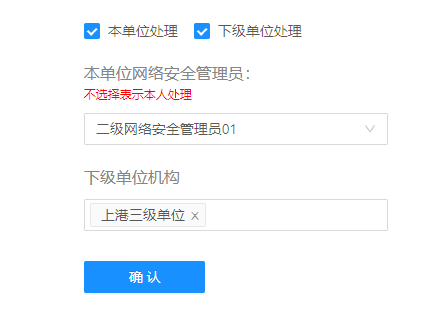 本单位处理 下级单位处理
本单位网络安全管理员：
不选择表示本人处理
二级网络安全管理员01
下级单位机构
上港三级单位 x
确 认